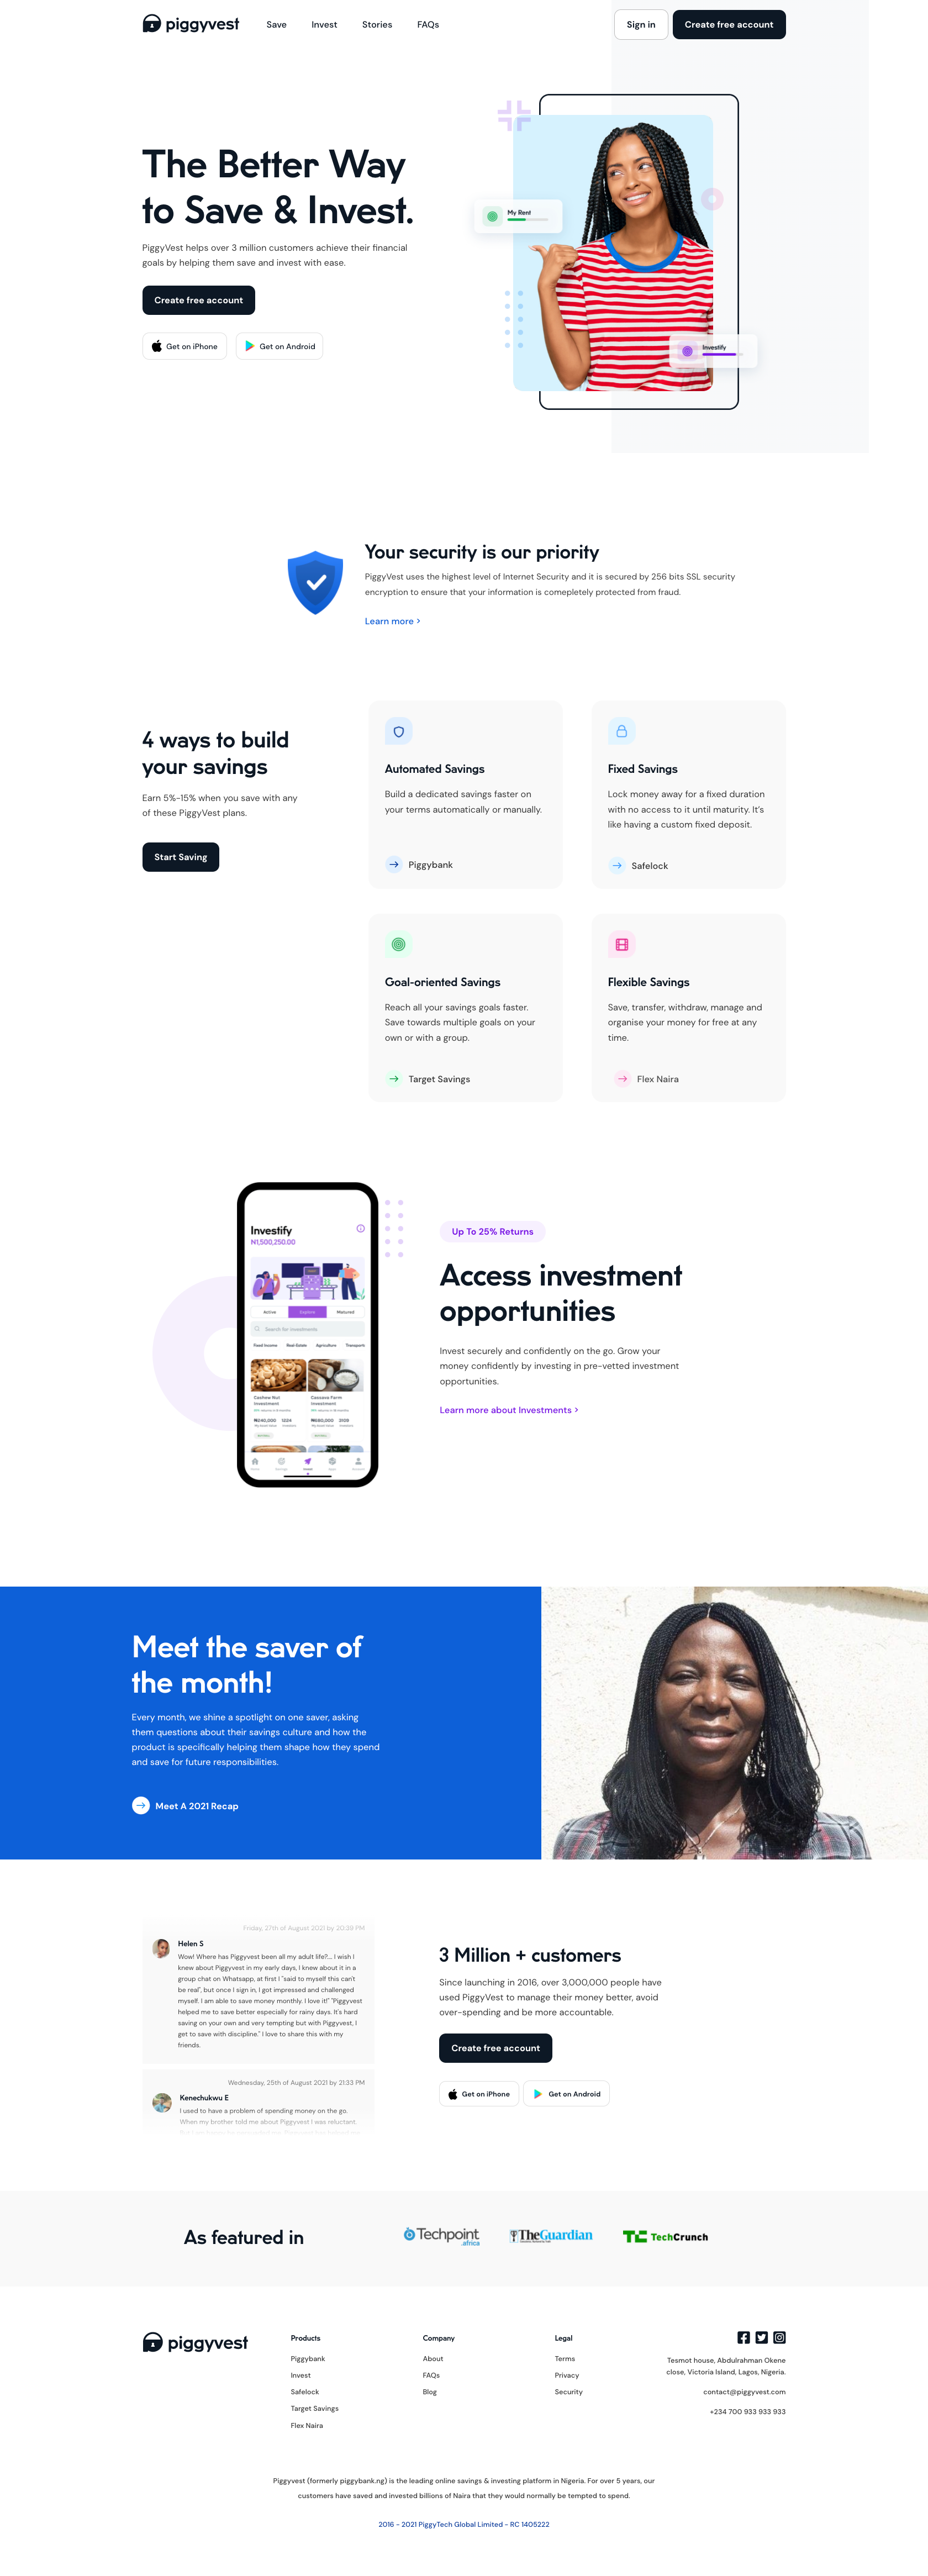 piggyvest
Save
Invest
Stories
FAQs
Sign in
Create free account
The Better Way
to Save & Invest.
PiggyVest helps over 3 million customers achieve their financial
goals by helping them save and invest with ease.
Create free account
Get on iPhone
Get on Android
My Rent
Investify
Your security is our priority
PiggyVest uses the highest level of Internet Security and it is secured by 256 bits SSL security
encryption to ensure that your information is comepletely protected from fraud.
Learn more >
4 ways to build
your savings
Earn 5%-15% when you save with any
of these PiggyVest plans.
Start Saving
Automated Savings
Build a dedicated savings faster on
your terms automatically or manually.
Piggybank
Fixed Savings
Lock money away for a fixed duration
with no access to it until maturity. It's
like having a custom fixed deposit.
Safelock
Goal-oriented Savings
Reach all your savings goals faster.
Save towards multiple goals on your
own or with a group.
Target Savings
Flexible Savings
Save, transfer, withdraw, manage and
organise your money for free at any
time.
Flex Naira
Investify
₦1,500,250.00
Active
Explore
Matured
Search for investments
Fixed Income
Real Estate
Agriculture
Transporta
Cashew Nut
Investment
Cassava Farm
Investment
Up To 25% Returns
Access investment
opportunities
Invest securely and confidently on the go. Grow your
money confidently by investing in pre-vetted investment
opportunities.
Learn more about Investments >
Meet the saver of
the month!
Every month, we shine a spotlight on one saver, asking
them questions about their savings culture and how the
product is specifically helping them shape how they spend
and save for future responsibilities.
Meet A 2021 Recap
Friday, 27th of August 2021 by 20:39 PM
Helen S
Wow! Where has Piggyvest been all my adult life?... I wish I
knew about Piggyvest in my early days, I knew about it in a
group chat on Whatsapp, at first I "said to myself this can't
be real", but once I sign in, I got impressed and challenged
myself. I am able to save money monthly. I love it!" "Piggyvest
helped me to save better especially for rainy days. It's hard
saving on your own and very tempting but with Piggyvest, I
get to save with discipline." I love to share this with my
friends.
Wednesday, 25th of August 2021 by 21:33 PM
Kenechukwu E
I used to have a problem of spending money on the go.
When my brother told me about Piggyvest I was reluctant.
3 Million + customers
Since launching in 2016, over 3,000,000 people have
used PiggyVest to manage their money better, avoid
over-spending and be more accountable.
Create free account
Get on iPhone
Get on Android
As featured in
Techpoint
.africa
The Guardian
TechCrunch
piggyvest
Products
Piggybank
Invest
Safelock
Target Savings
Flex Naira
Company
About
FAQs
Blog
Legal
Terms
Privacy
Security
Tesmot house, Abdulrahman Okene
close, Victoria Island, Lagos, Nigeria.
contact@piggyvest.com
+234 700 933 933 933
Piggyvest (formerly piggybank.ng) is the leading online savings & investing platform in Nigeria. For over 5 years, our
customers have saved and invested billions of Naira that they would normally be tempted to spend.
2016 - 2021 PiggyTech Global Limited - RC 1405222